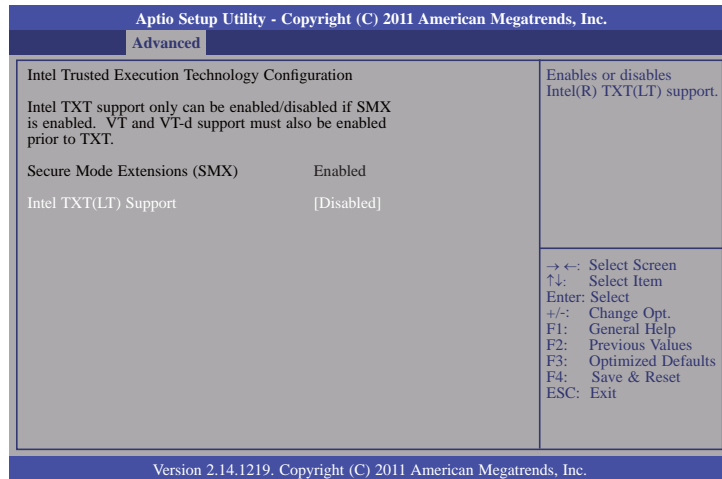 Aptio Setup Utility - Copyright (C) 2011 American Megatrends, Inc.
Advanced
Intel Trusted Execution Technology Configuration
Intel TXT support only can be enabled/disabled if SMX
is enabled.  VT and VT-d support must also be enabled
prior to TXT.
Secure Mode Extensions (SMX) Enabled
Intel TXT(LT) Support [Disabled]
Enables or disables
Intel(R) TXT(LT) support.
→←: Select Screen
↑↓: Select Item
Enter: Select
+/-: Change Opt.
F1: General Help
F2: Previous Values
F3: Optimized Defaults
F4: Save & Reset
ESC: Exit
Version 2.14.1219. Copyright (C) 2011 American Megatrends, Inc.